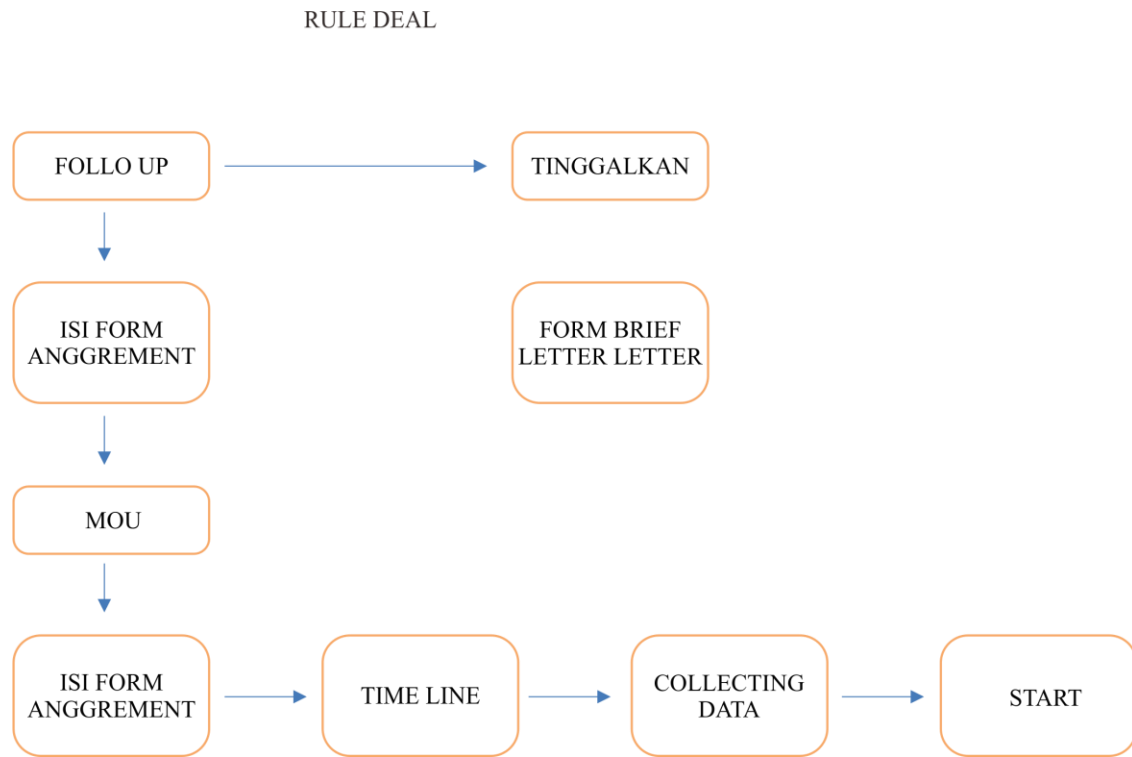 RULE DEAL
FOLLO UP
TINGGALKAN
ISI FORM
ANGGREMENT
FORM BRIEF
LETTER LETTER
MOU
ISI FORM
ANGGREMENT
TIME LINE
COLLECTING
DATA
START